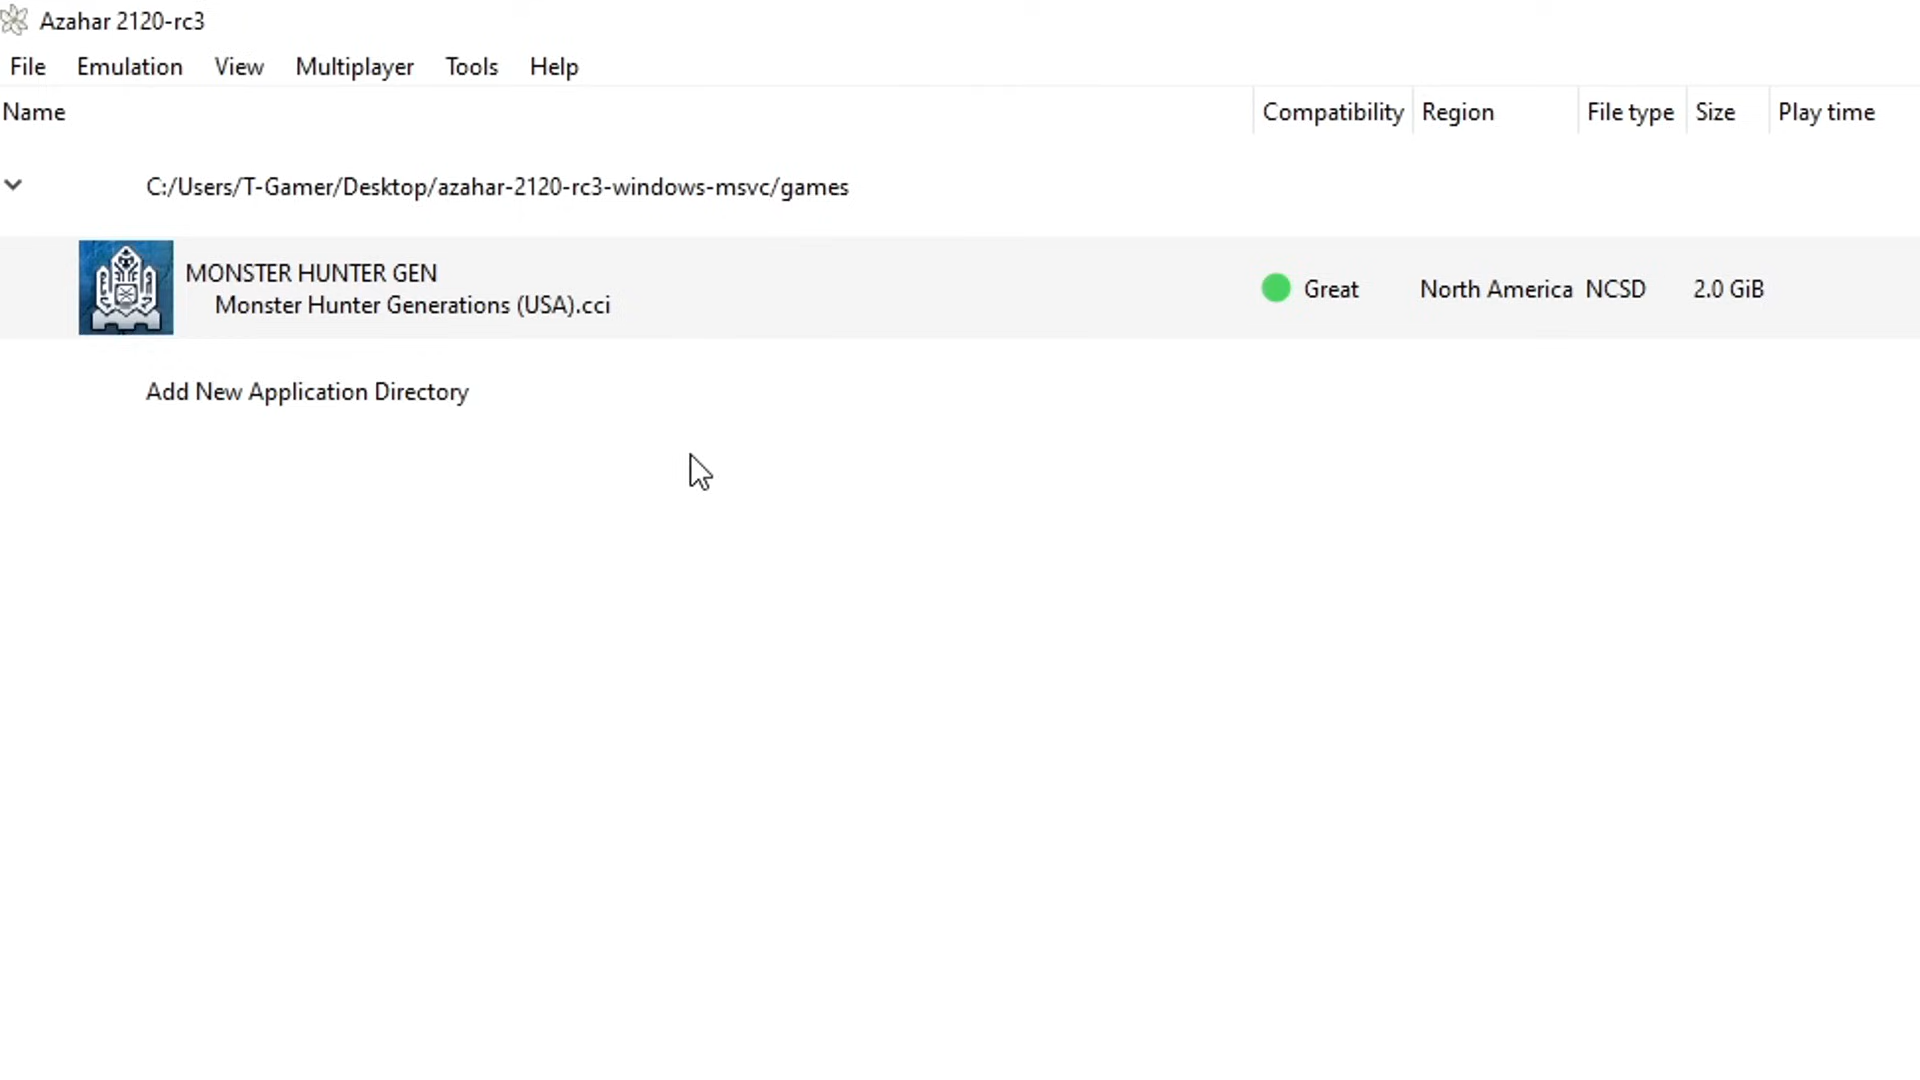 Azahar 2120-rc3
File Emulation View Multiplayer Tools Help
Name Compatibility Region File type Size Play time
C:/Users/T-Gamer/Desktop/azahar-2120-rc3-windows-msvc/games
MONSTER HUNTER GEN
Monster Hunter Generations (USA).cci
Great North America NCSD 2.0 GiB
Add New Application Directory